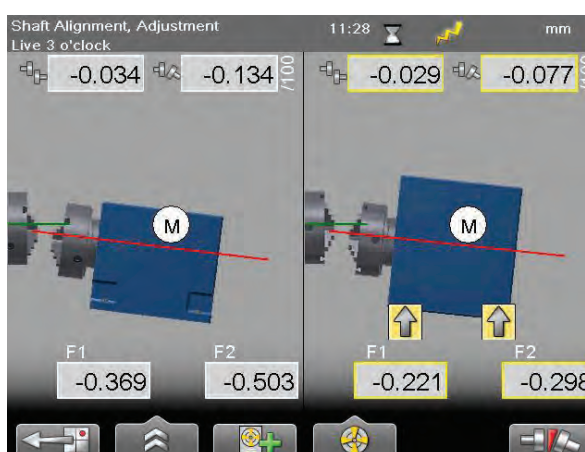 Shaft Alignment, Adjustment 11:28 mm
Live 3 o'clock
-0.034 -0.134 /100 -0.029 -0.077 /100
M M
F1 F2 F1 F2
-0.369 -0.503 -0.221 -0.298